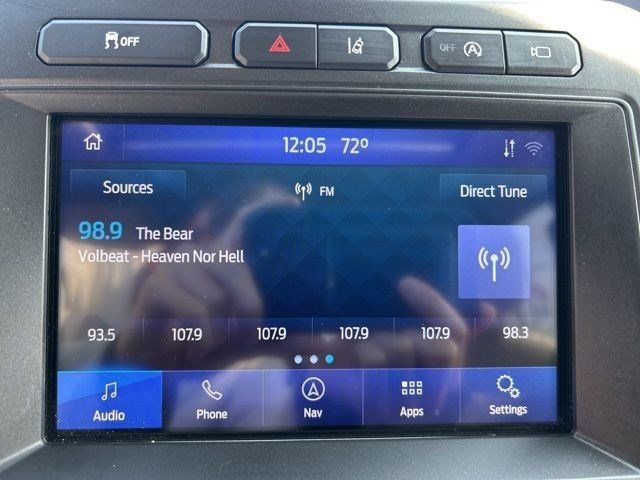 OFF
OFF
12:05 72º
Sources
FM
Direct Tune
98.9 The Bear
Volbeat - Heaven Nor Hell
93.5 107.9 107.9 107.9 107.9 98.3
Audio Phone Nav Apps Settings